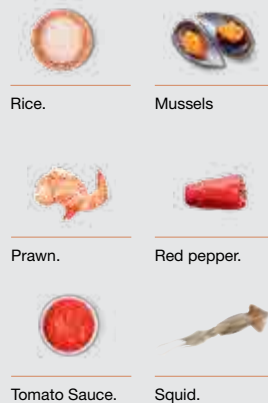 Rice.
Mussels
Prawn.
Red pepper.
Tomato Sauce.
Squid.